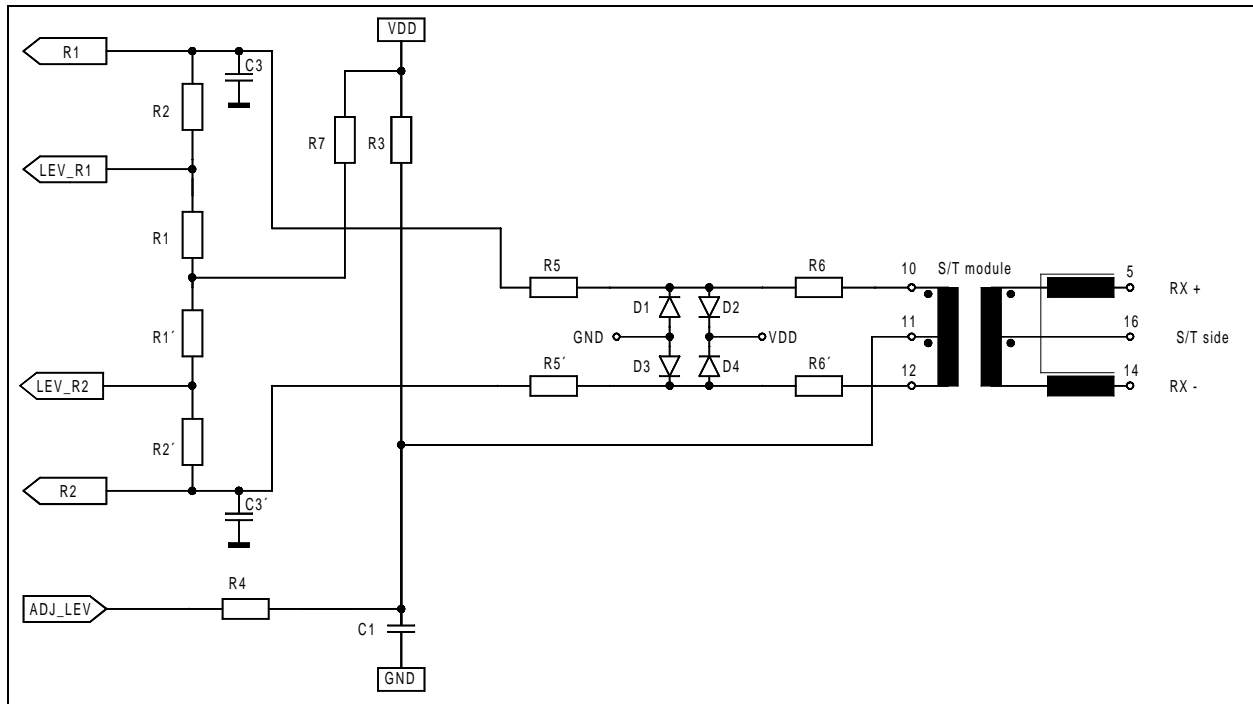 VDD
R1
C3
R2
R7
R3
LEV_R1
R1
R5
R6
10
S/T module
5
RX +
D1
D2
GND
VDD
11
16
S/T side
R1´
D3
D4
LEV_R2
R5´
R6´
12
14
RX -
R2´
R2
C3´
R4
ADJ_LEV
C1
GND